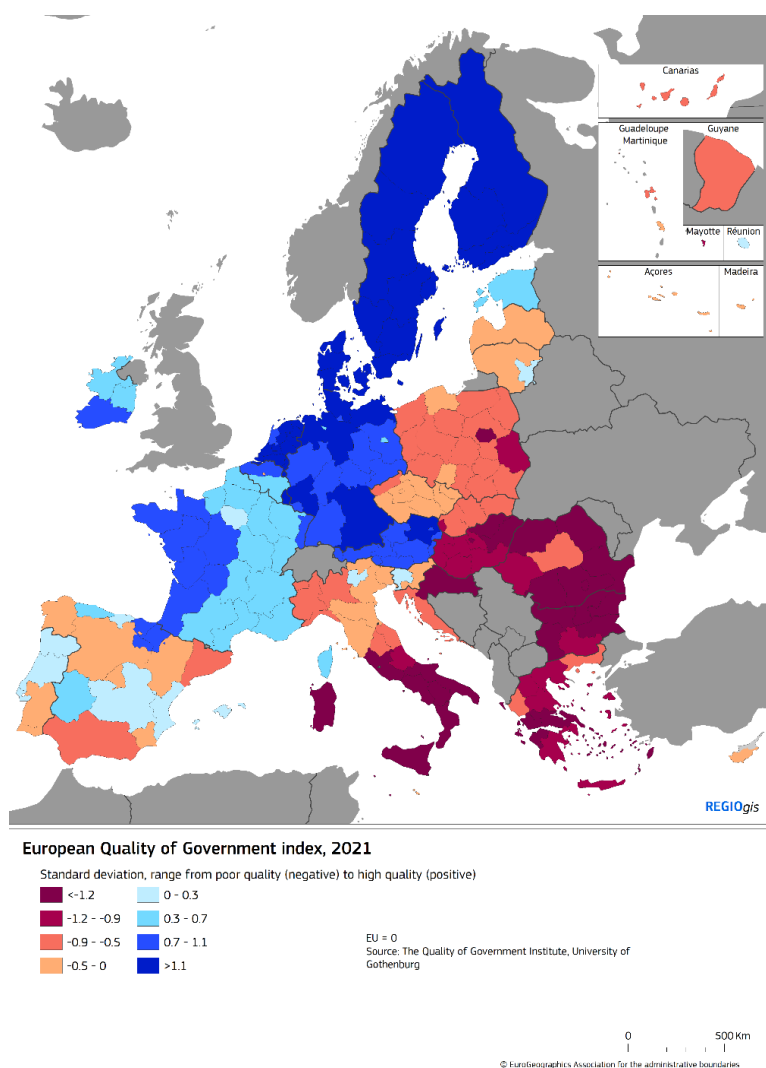 Canarias
Guadeloupe
Martinique
Guyane
Mayotte
Réunion
Açores
Madeira
REGIOgis
European Quality of Government index, 2021
Standard deviation, range from poor quality (negative) to high quality (positive)
<-1.2
-1.2 - -0.9
-0.9 - -0.5
-0.5 - 0
0 - 0.3
0.3 - 0.7
0.7 - 1.1
>1.1
EU = 0
Source: The Quality of Government Institute, University of
Gothenburg
0
500 Km
© EuroGeographics Association for the administrative boundaries